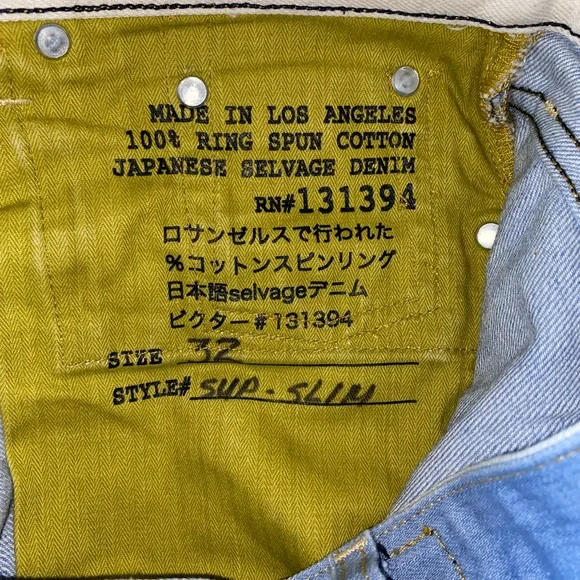 MADE IN LOS ANGELES
100% RING SPUN COTTON
JAPANESE SELVAGE DENIM
RN#131394
ロサンゼルスで行われた
%コットンスピンリング
日本語selvageデニム
ビクター#131394
SIZE 32
STYLE# SUP-SLIM